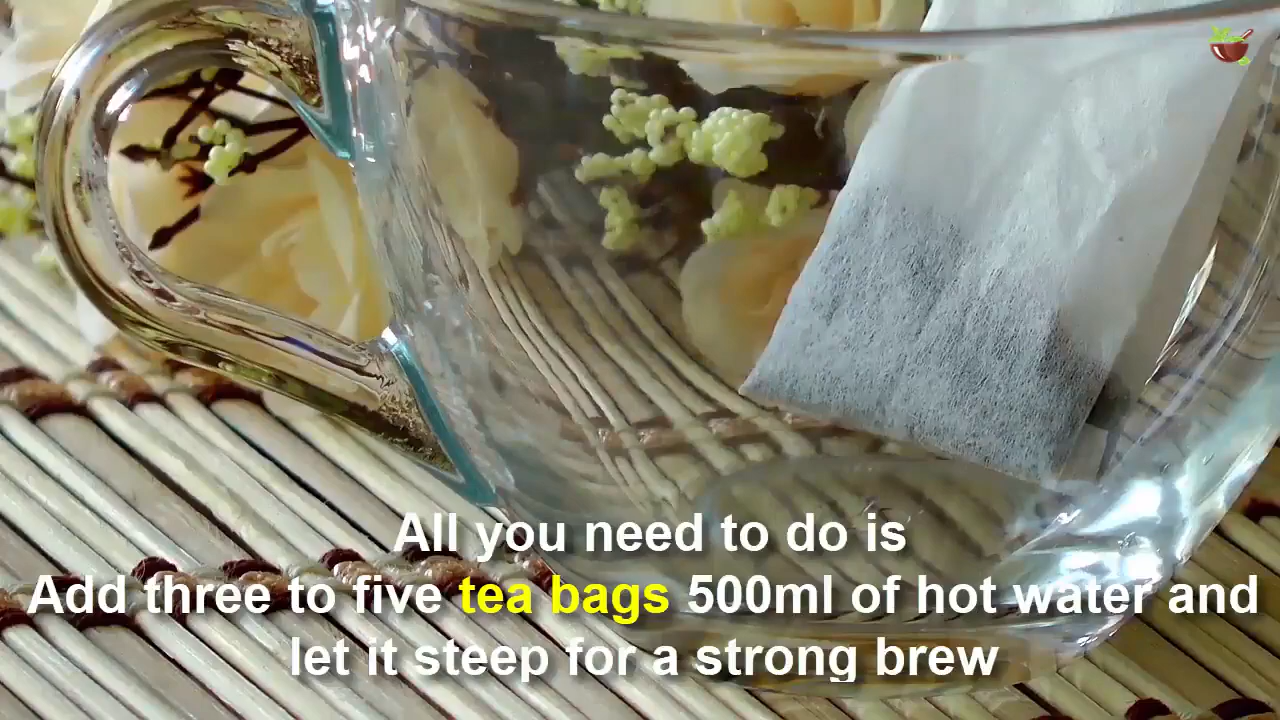 All you need to do is
Add three to five tea bags 500ml of hot water and
let it steep for a strong brew